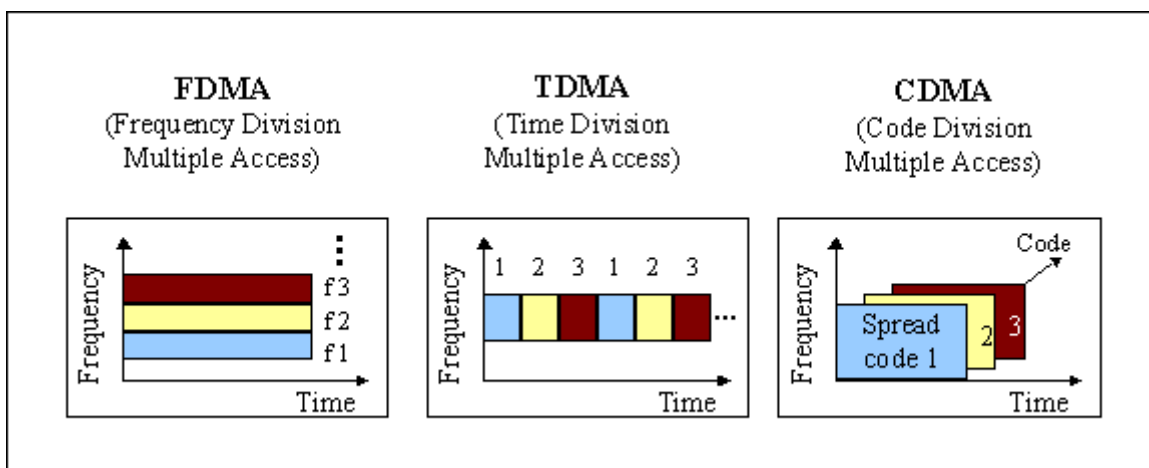 FDMA
(Frequency Division
Multiple Access)
TDMA
(Time Division
Multiple Access)
CDMA
(Code Division
Multiple Access)
Frequency
f3
f2
f1
Time
Frequency
1 2 3 1 2 3
...
Time
Frequency
Code
Spread
code 1
2
3
Time